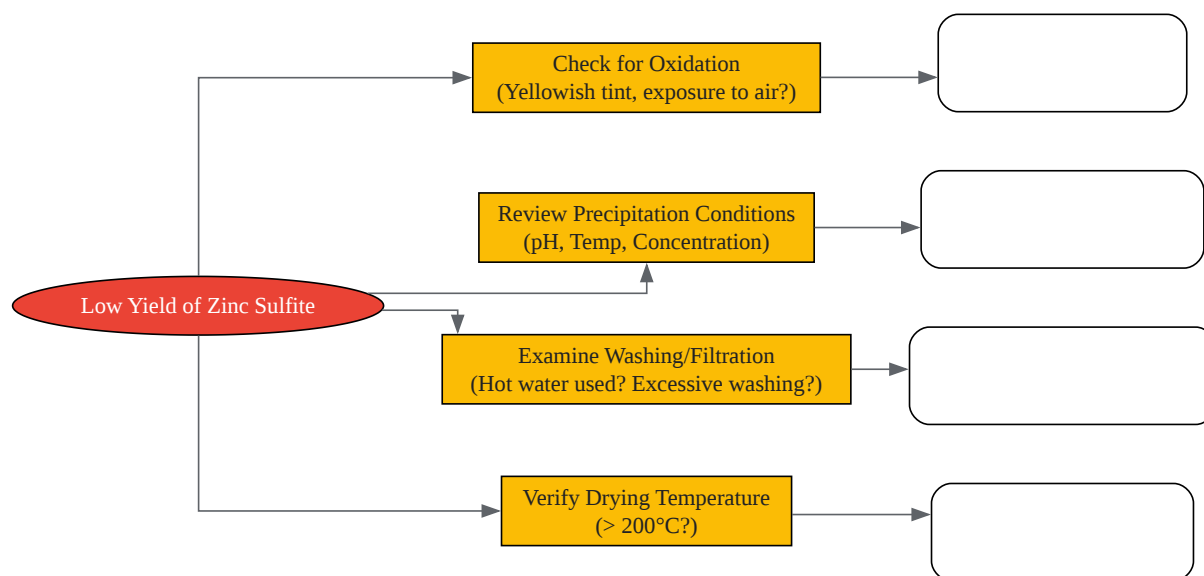 Check for Oxidation
(Yellowish tint, exposure to air?)
Review Precipitation Conditions
(pH, Temp, Concentration)
Low Yield of Zinc Sulfite
Examine Washing/Filtration
(Hot water used? Excessive washing?)
Verify Drying Temperature
(> 200°C?)